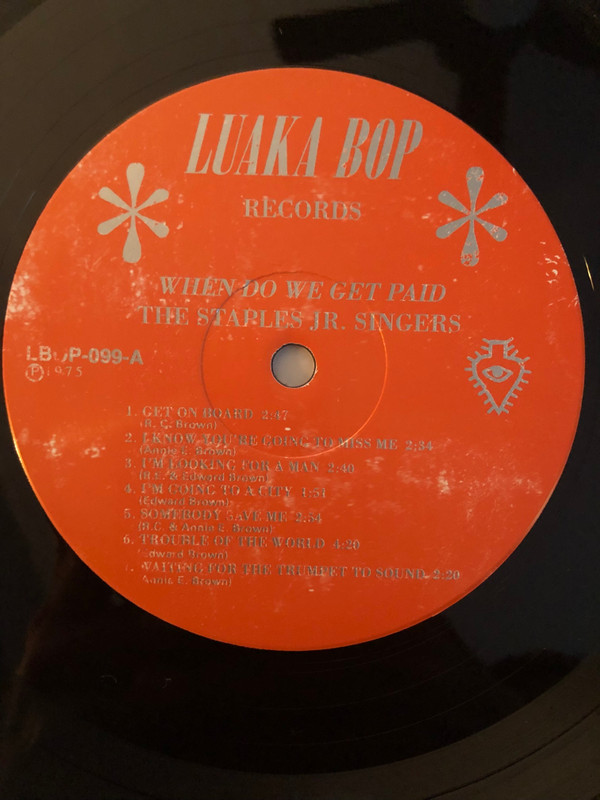 LUAKA BOP
RECORDS
WHEN DO WE GET PAID
THE STAPLES JR. SINGERS
LBOP-099-A
Ⓟ 1975
1. GET ON BOARD 2:47
(R. C. Brown)
2. I KNOW YOU'RE GOING TO MISS ME 2:34
(Annie E. Brown)
3. I'M LOOKING FOR A MAN 2:40
(R.C. & Edward Brown)
4. I'M GOING TO A CITY 1:51
(Edward Brown)
5. SOMEBODY SAVE ME 2:54
(R.C. & Annie E. Brown)
6. TROUBLE OF THE WORLD 4:20
Edward Brown)
WAITING FOR THE TRUMPET TO SOUND 2:20
Annie E. Brown)